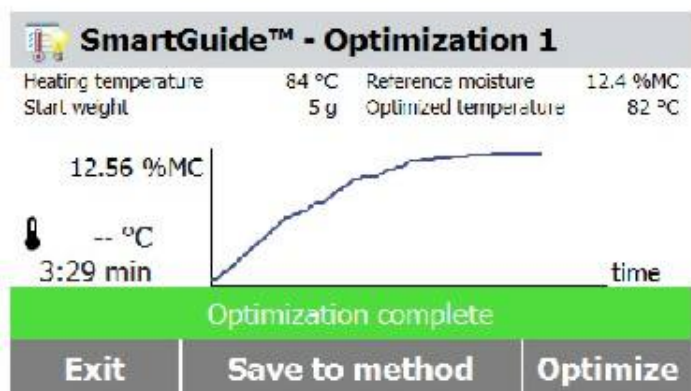 SmartGuide™ - Optimization 1
Heating temperature 84 °C Reference moisture 12.4 %MC
Start weight 5 g Optimized temperature 82 °C
12.56 %MC
-- °C
3:29 min
time
Optimization complete
Exit Save to method Optimize